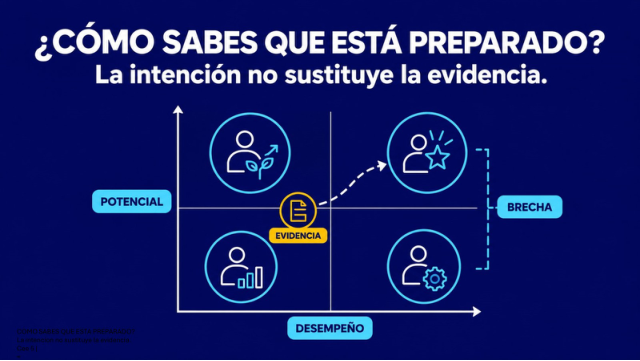 ¿CÓMO SABES QUE ESTÁ PREPARADO?
La intención no sustituye la evidencia.
POTENCIAL
EVIDENCIA
BRECHA
DESEMPEÑO